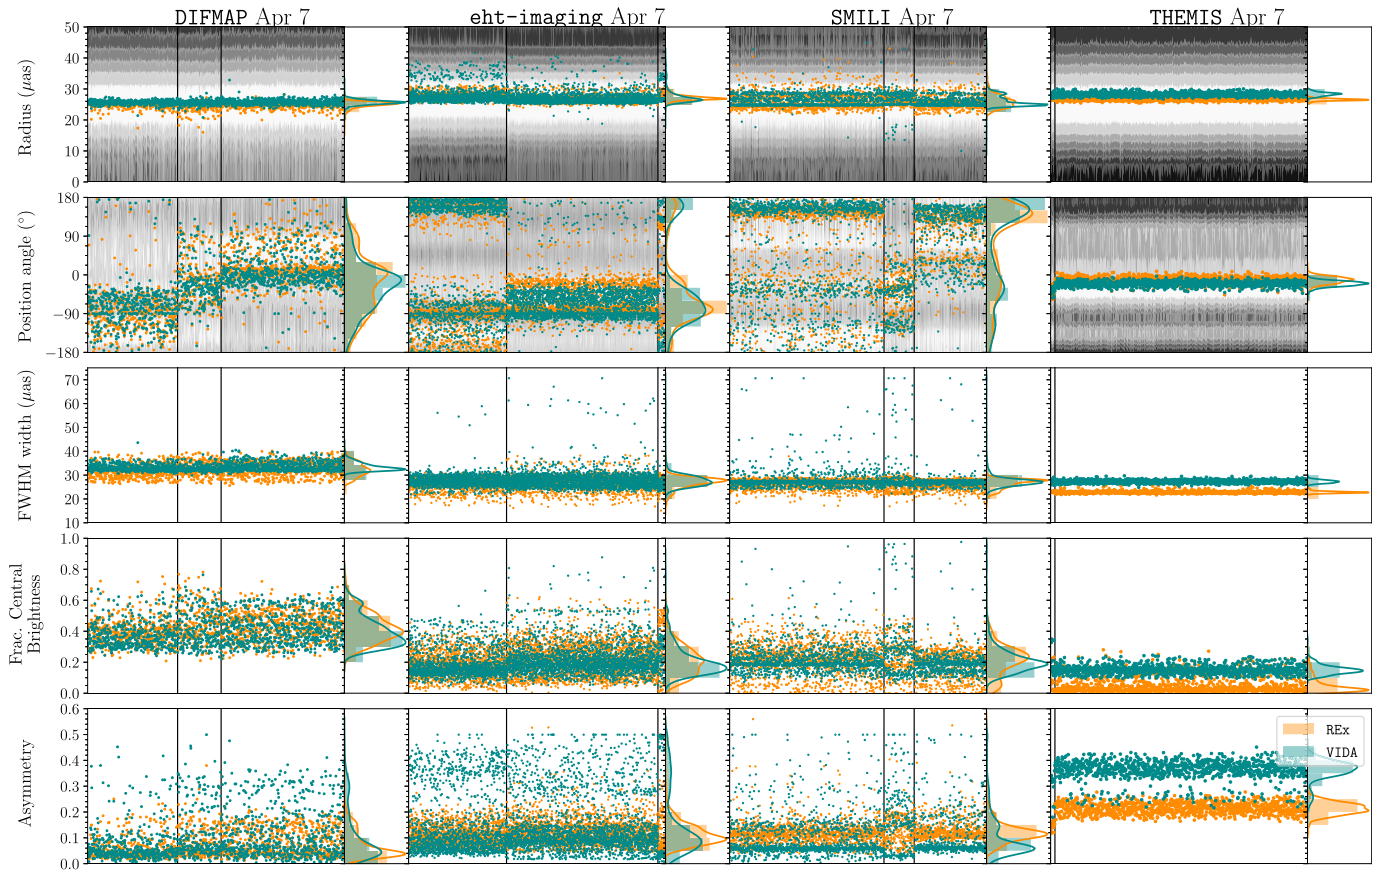 DIFMAP Apr 7
eht-imaging Apr 7
SMILI Apr 7
THEMIS Apr 7
Radius (μas)
50
40
30
20
10
0
Position angle (°)
180
90
0
−90
−180
FWHM width (μas)
70
60
50
40
30
20
10
Frac. Central
Brightness
1.0
0.8
0.6
0.4
0.2
0.0
Asymmetry
0.6
0.5
0.4
0.3
0.2
0.1
0.0
REx
VIDA